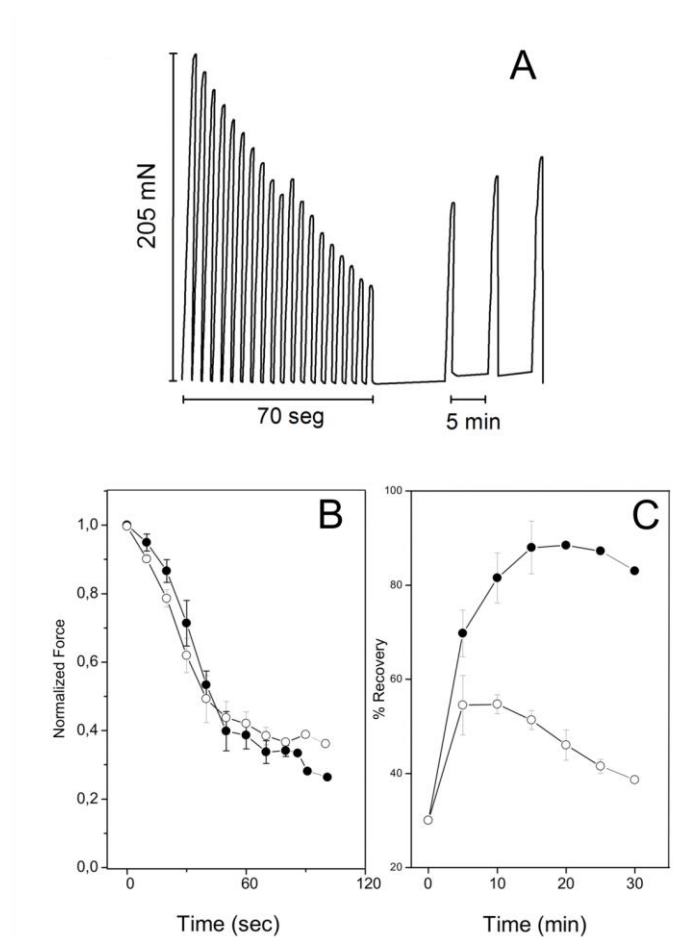 A
205 mN
70 seg
5 min
B
1,0
0,8
0,6
0,4
0,2
0,0
Normalized Force
0
60
120
Time (sec)
C
100
80
60
40
20
% Recovery
0
10
20
30
Time (min)